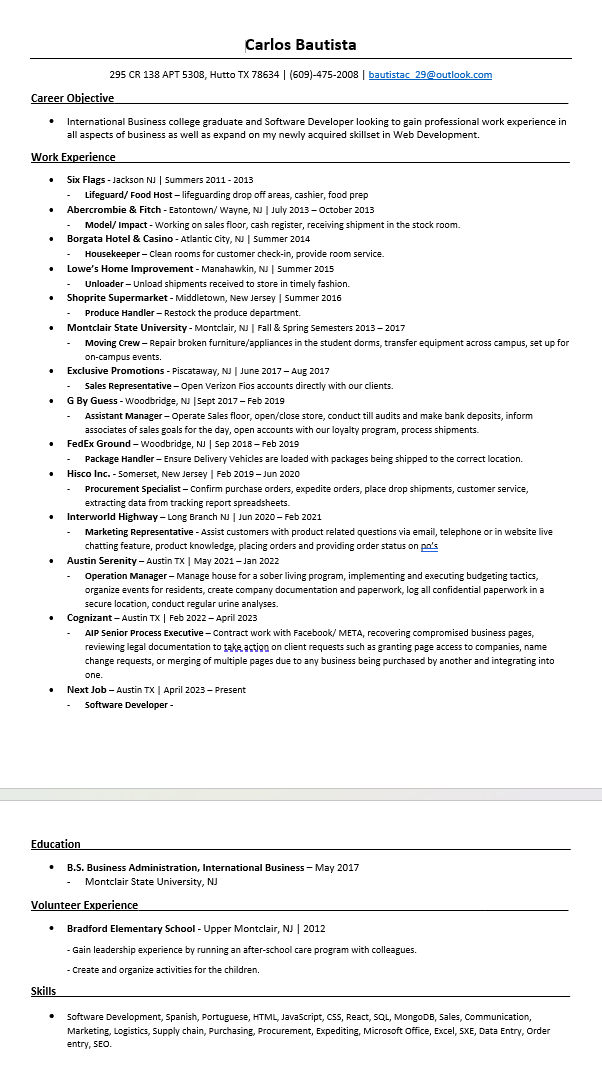 Carlos Bautista
295 CR 138 APT 5308, Hutto TX 78634 | (609)-475-2008 | bautistac_29@outlook.com
Career Objective
• International Business college graduate and Software Developer looking to gain professional work experience in
all aspects of business as well as expand on my newly acquired skillset in Web Development.
Work Experience
• Six Flags - Jackson NJ | Summers 2011 - 2013
- Lifeguard/ Food Host – lifeguarding drop off areas, cashier, food prep
• Abercrombie & Fitch - Eatontown/ Wayne, NJ | July 2013 – October 2013
- Model/ Impact - Working on sales floor, cash register, receiving shipment in the stock room.
• Borgata Hotel & Casino - Atlantic City, NJ | Summer 2014
- Housekeeper – Clean rooms for customer check-in, provide room service.
• Lowe's Home Improvement - Manahawkin, NJ | Summer 2015
- Unloader – Unload shipments received to store in timely fashion.
• Shoprite Supermarket - Middletown, New Jersey | Summer 2016
- Produce Handler – Restock the produce department.
• Montclair State University - Montclair, NJ | Fall & Spring Semesters 2013 – 2017
- Moving Crew – Repair broken furniture/appliances in the student dorms, transfer equipment across campus, set up for
on-campus events.
• Exclusive Promotions - Piscataway, NJ | June 2017 – Aug 2017
- Sales Representative – Open Verizon Fios accounts directly with our clients.
• G By Guess - Woodbridge, NJ |Sept 2017 – Feb 2019
- Assistant Manager – Operate Sales floor, open/close store, conduct till audits and make bank deposits, inform
associates of sales goals for the day, open accounts with our loyalty program, process shipments.
• FedEx Ground – Woodbridge, NJ | Sep 2018 – Feb 2019
- Package Handler – Ensure Delivery Vehicles are loaded with packages being shipped to the correct location.
• Hisco Inc. - Somerset, New Jersey | Feb 2019 – Jun 2020
- Procurement Specialist – Confirm purchase orders, expedite orders, place drop shipments, customer service,
extracting data from tracking report spreadsheets.
• Interworld Highway – Long Branch NJ | Jun 2020 – Feb 2021
- Marketing Representative - Assist customers with product related questions via email, telephone or in website live
chatting feature, product knowledge, placing orders and providing order status on po's
• Austin Serenity – Austin TX | May 2021 – Jan 2022
- Operation Manager – Manage house for a sober living program, implementing and executing budgeting tactics,
organize events for residents, create company documentation and paperwork, log all confidential paperwork in a
secure location, conduct regular urine analyses.
• Cognizant – Austin TX | Feb 2022 – April 2023
- AIP Senior Process Executive – Contract work with Facebook/ META, recovering compromised business pages,
reviewing legal documentation to take action on client requests such as granting page access to companies, name
change requests, or merging of multiple pages due to any business being purchased by another and integrating into
one.
• Next Job – Austin TX | April 2023 – Present
- Software Developer -
Education
• B.S. Business Administration, International Business – May 2017
- Montclair State University, NJ
Volunteer Experience
• Bradford Elementary School - Upper Montclair, NJ | 2012
- Gain leadership experience by running an after-school care program with colleagues.
- Create and organize activities for the children.
Skills
• Software Development, Spanish, Portuguese, HTML, JavaScript, CSS, React, SQL, MongoDB, Sales, Communication,
Marketing, Logistics, Supply chain, Purchasing, Procurement, Expediting, Microsoft Office, Excel, SXE, Data Entry, Order
entry, SEO.